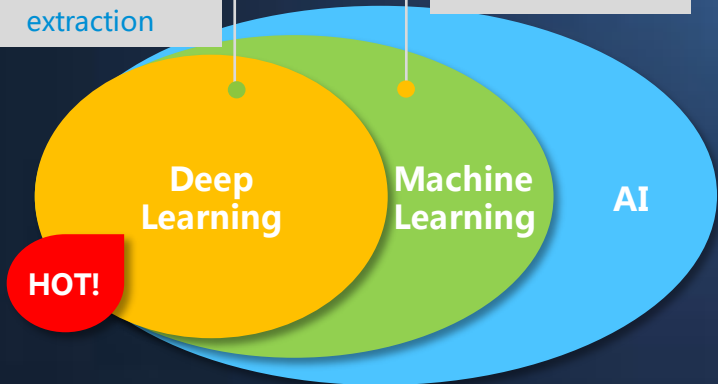 extraction
Deep
Learning
Machine
Learning
AI
HOT!